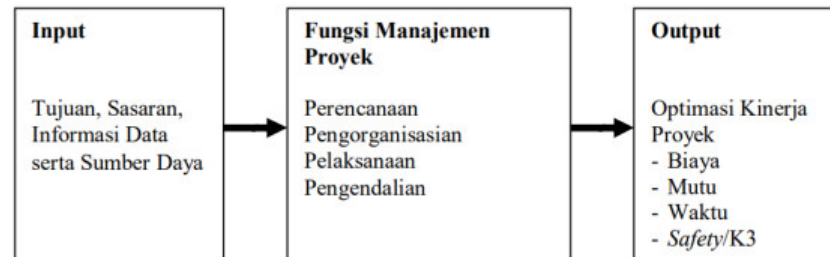 Input
Tujuan, Sasaran,
Informasi Data
serta Sumber Daya
Fungsi Manajemen
Proyek
Perencanaan
Pengorganisasian
Pelaksanaan
Pengendalian
Output
Optimasi Kinerja
Proyek
- Biaya
- Mutu
- Waktu
- Safety/K3